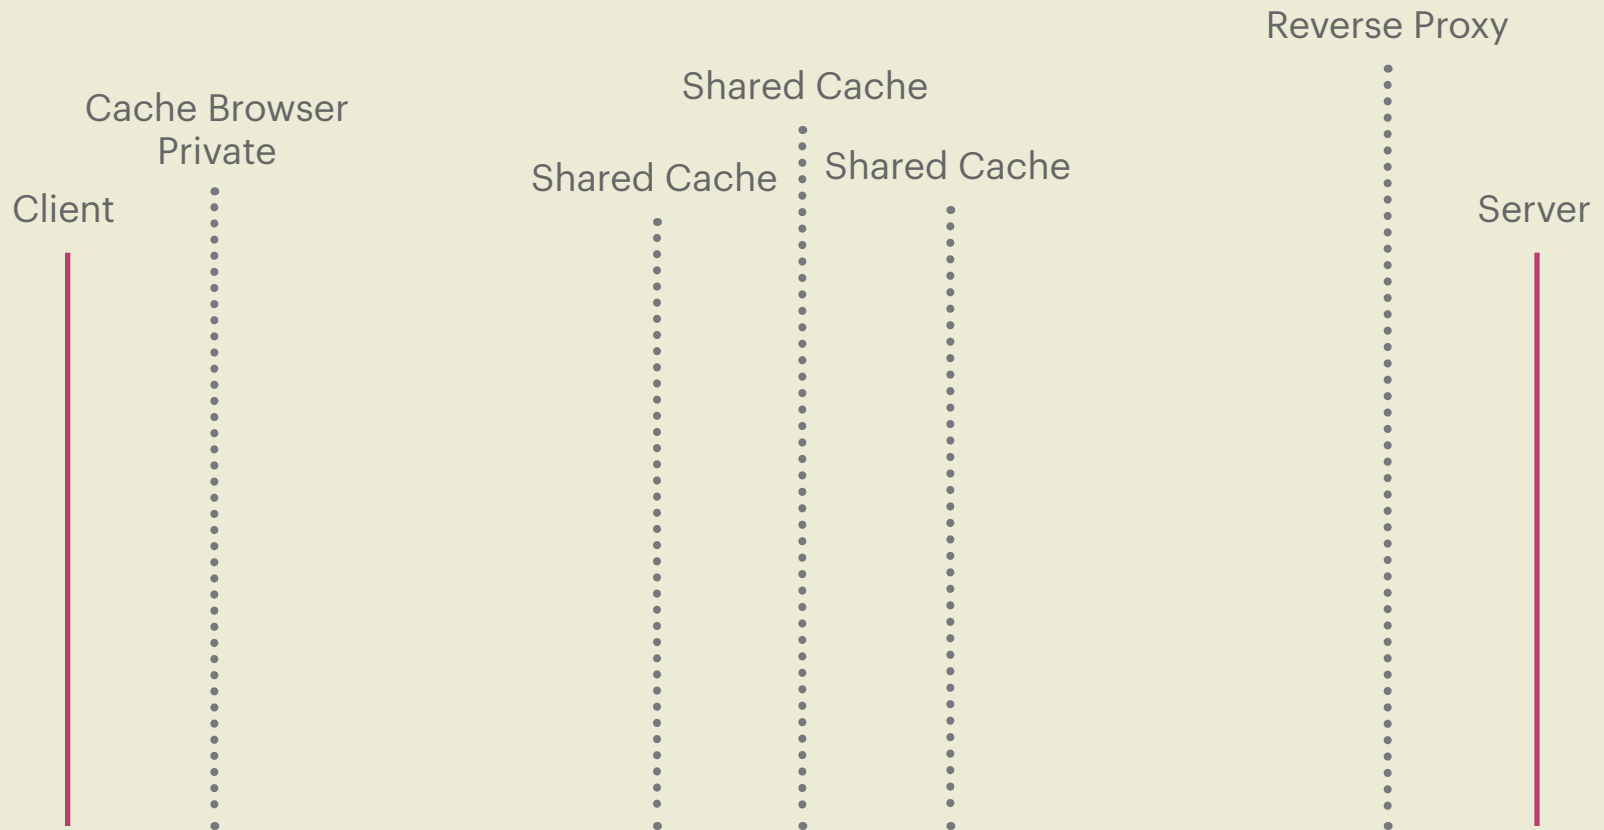 Client
Cache Browser
Private
Shared Cache
Shared Cache
Shared Cache
Reverse Proxy
Server